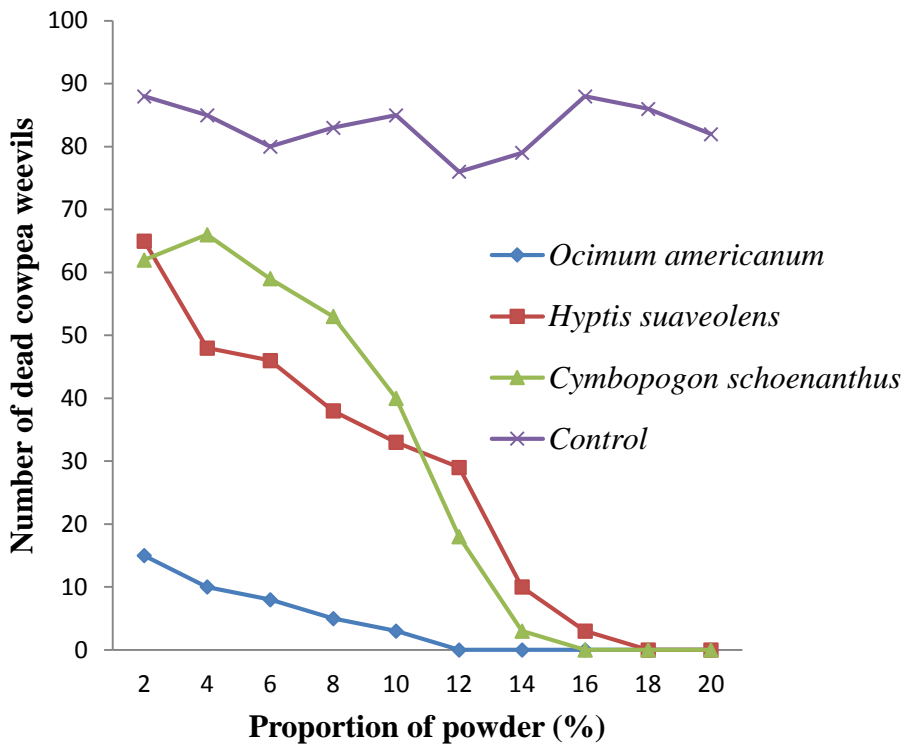 100
90
80
70
60
50
40
30
20
10
0
Number of dead cowpea weevils
Ocimum americanum
Hyptis suaveolens
Cymbopogon schoenanthus
Control
2 4 6 8 10 12 14 16 18 20
Proportion of powder (%)